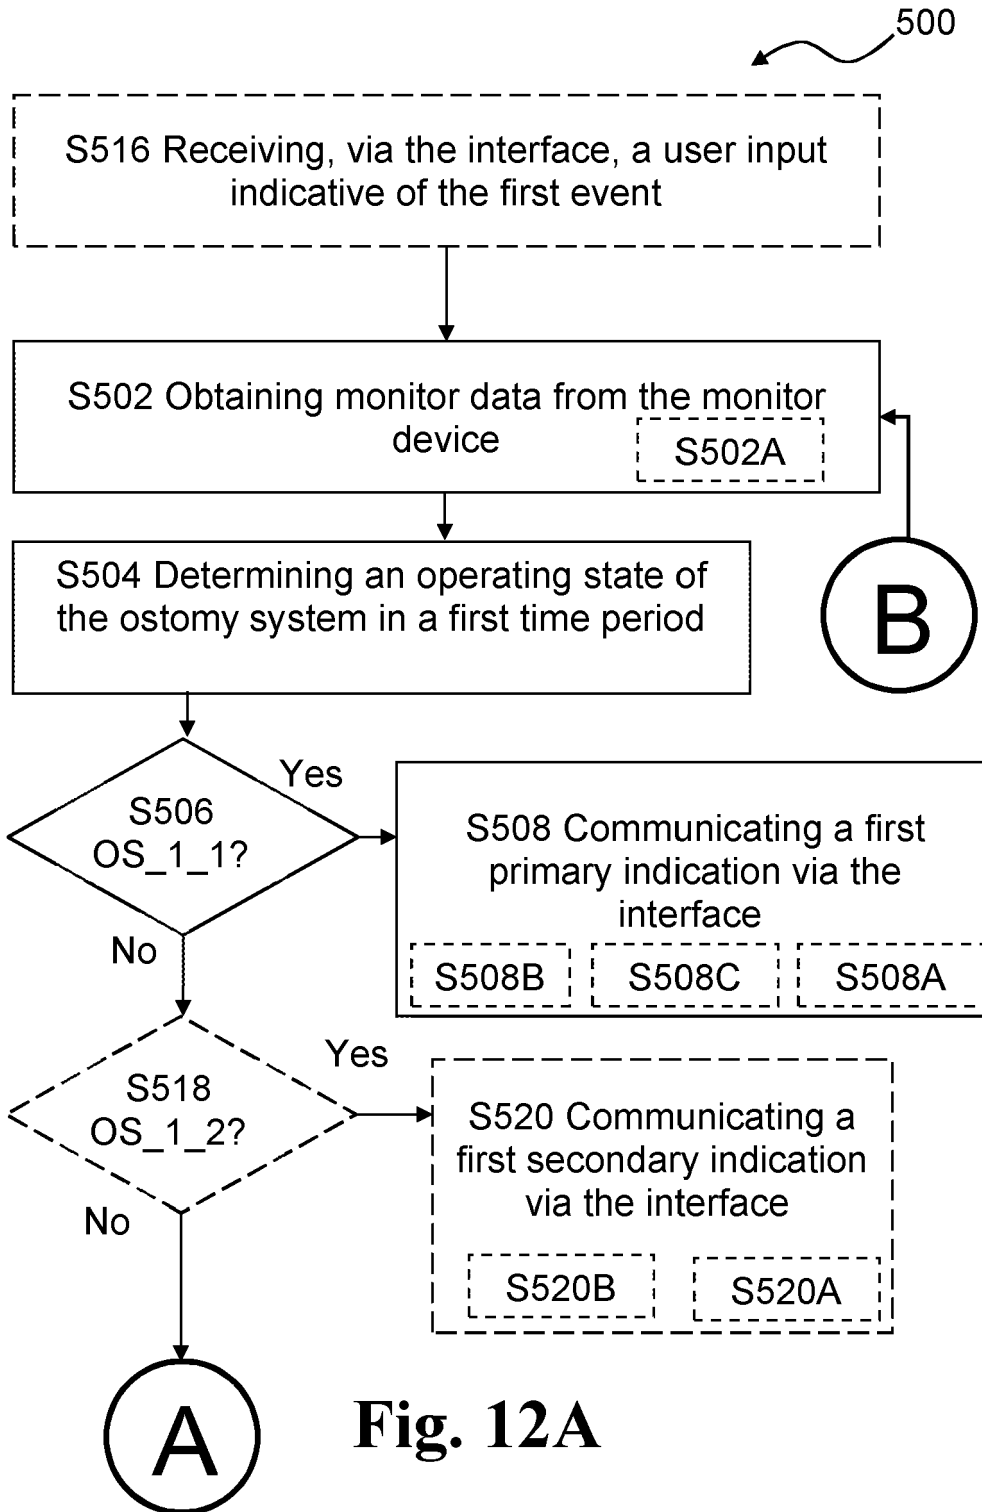 500
S516 Receiving, via the interface, a user input
indicative of the first event
S502 Obtaining monitor data from the monitor
device
S502A
S504 Determining an operating state of
the ostomy system in a first time period
B
S506
OS_1_1?
Yes
No
S508 Communicating a first
primary indication via the
interface
S508B
S508C
S508A
S518
OS_1_2?
Yes
No
S520 Communicating a
first secondary indication
via the interface
S520B
S520A
A
Fig. 12A